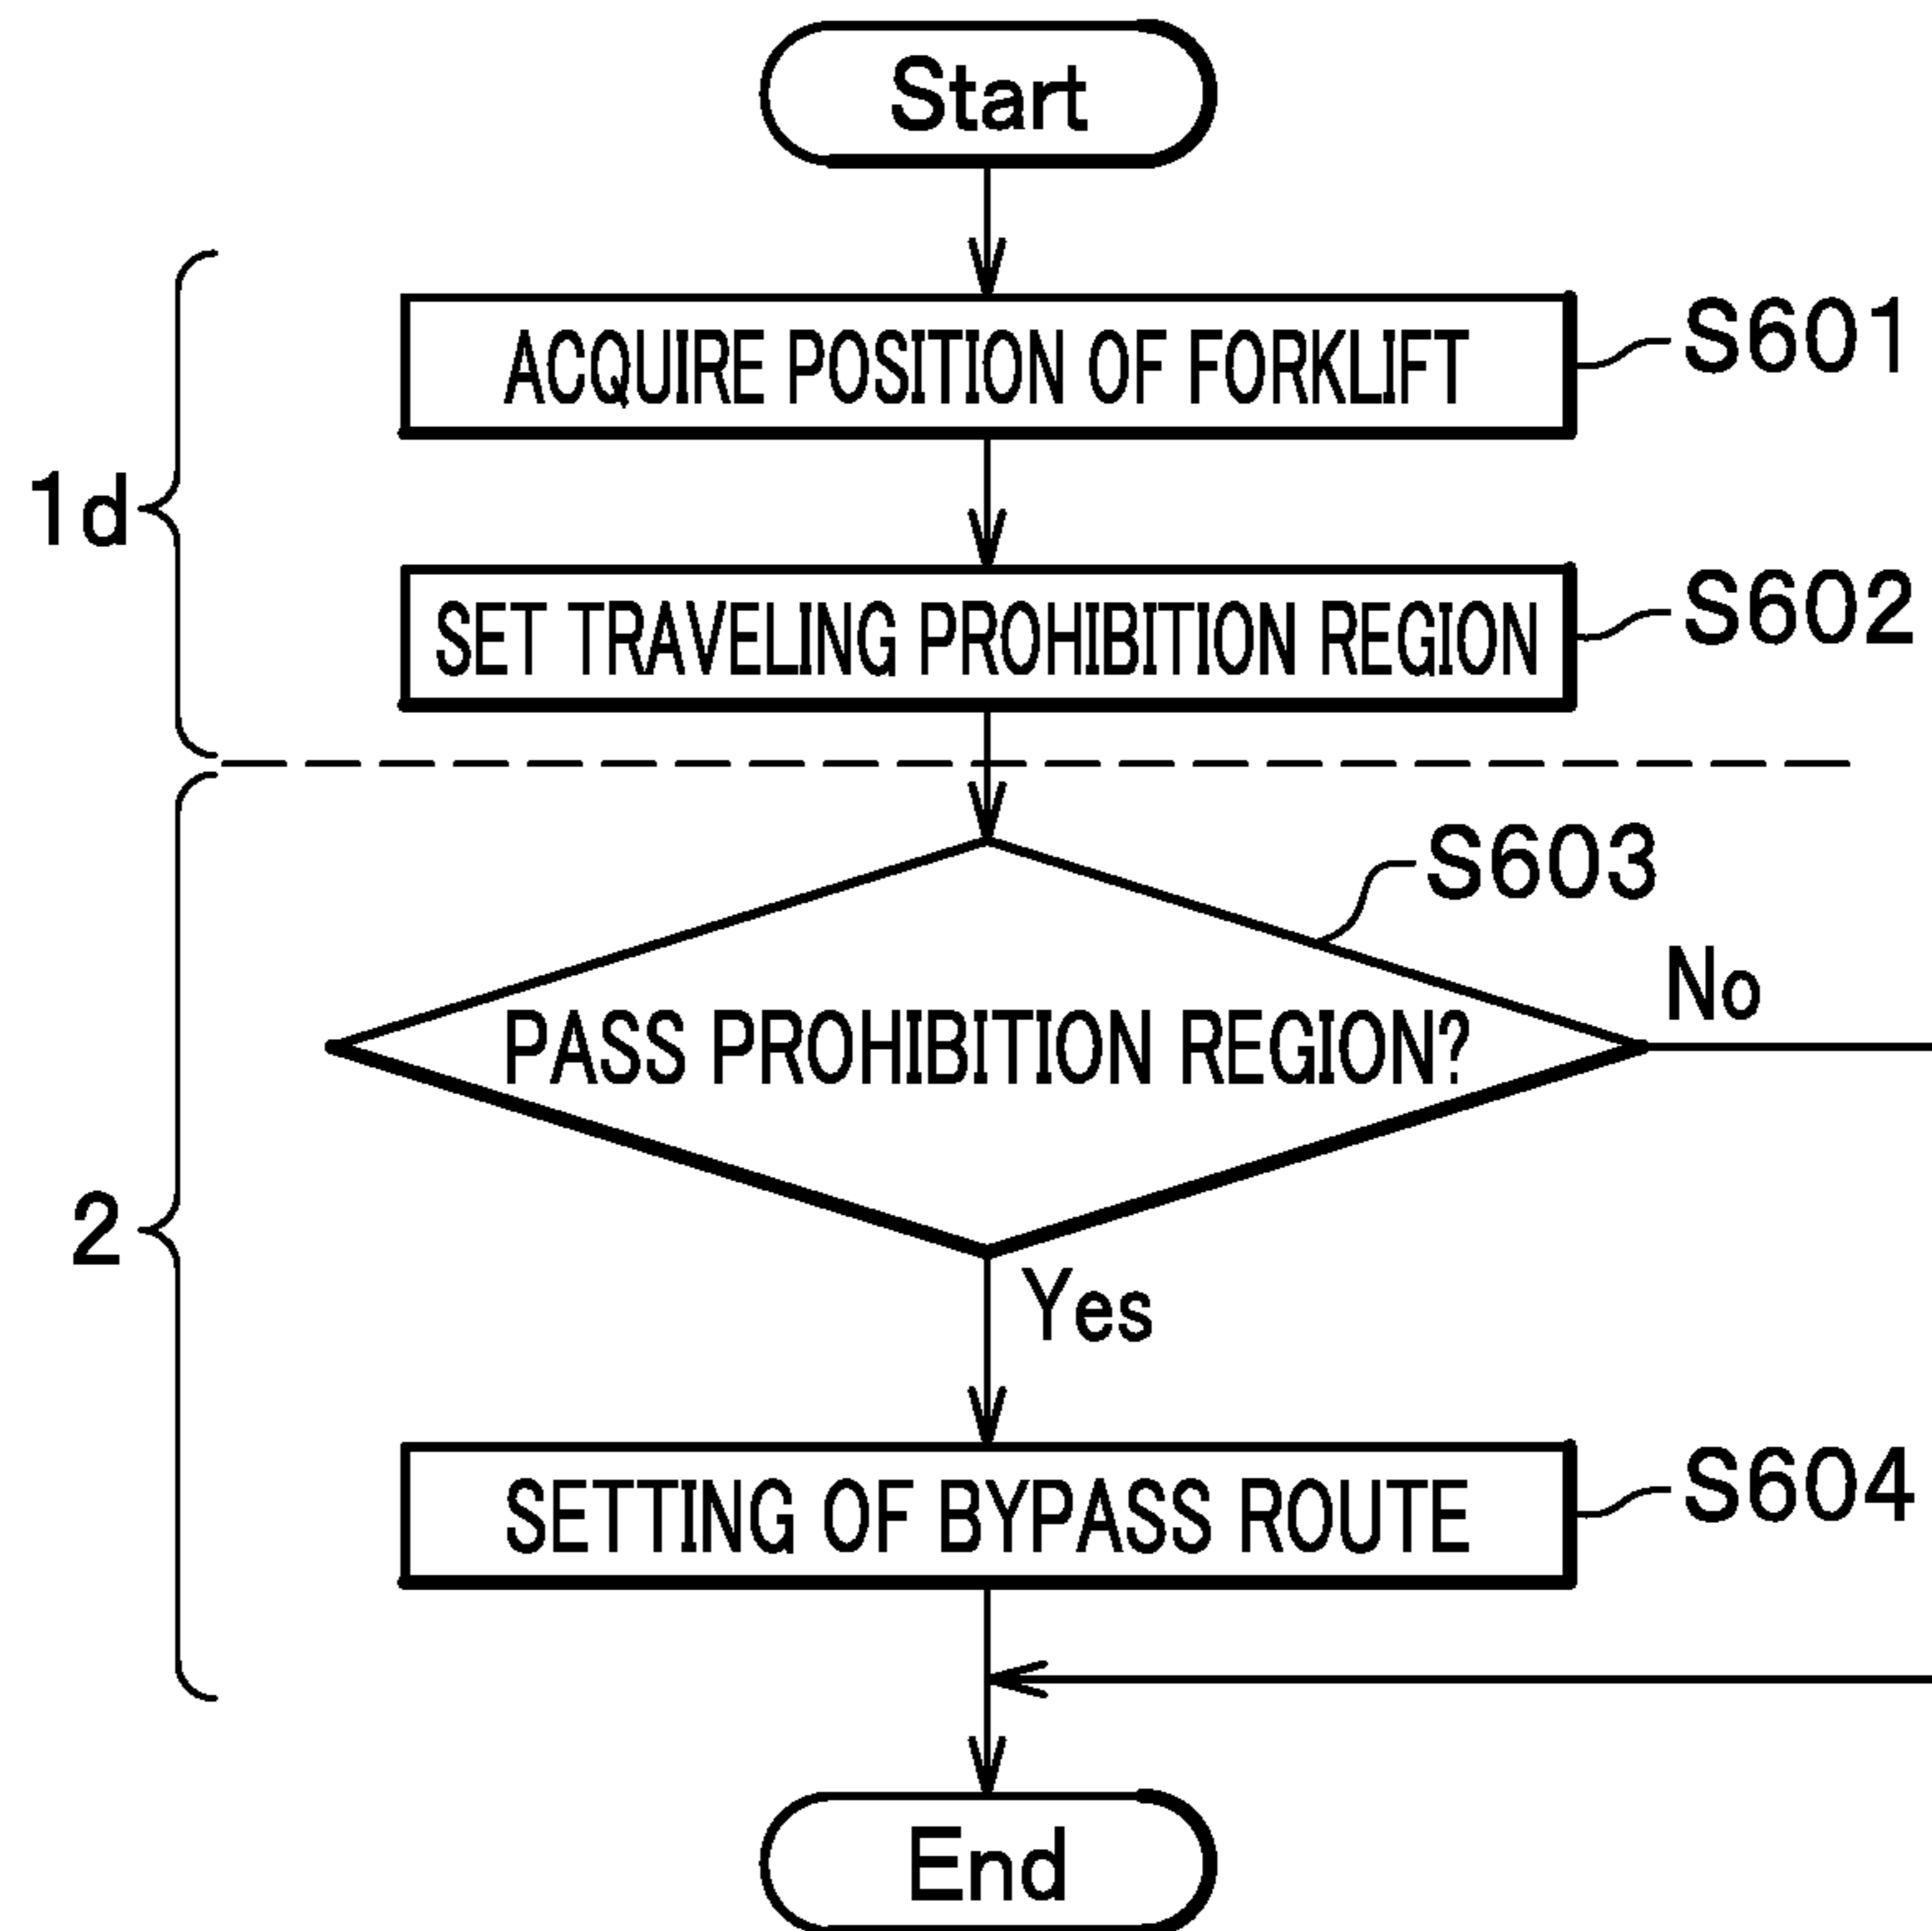 Start
ACQUIRE POSITION OF FORKLIFT
S601
1d
SET TRAVELING PROHIBITION REGION
S602
S603
PASS PROHIBITION REGION?
No
2
Yes
SETTING OF BYPASS ROUTE
S604
End